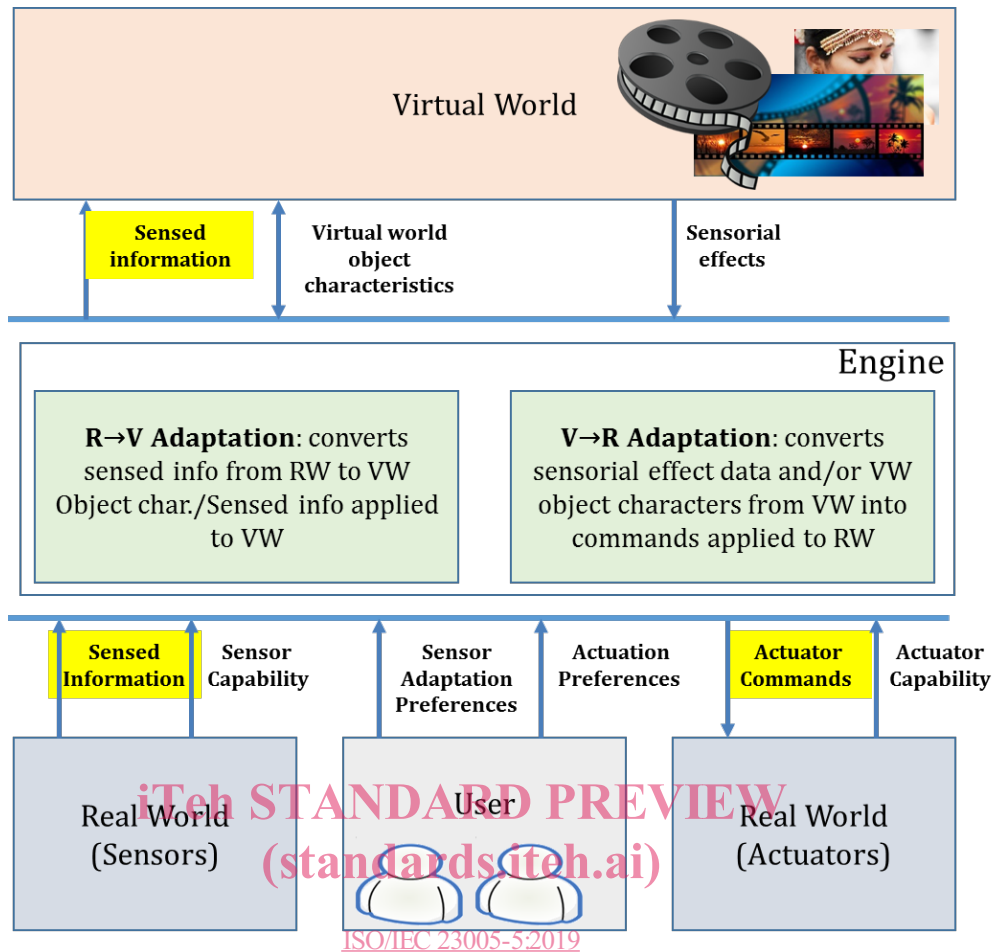 Virtual World
Sensed
information
Virtual world
object
characteristics
Sensorial
effects
Engine
R→V Adaptation: converts
sensed info from RW to VW
Object char./Sensed info applied
to VW
V→R Adaptation: converts
sensorial effect data and/or VW
object characters from VW into
commands applied to RW
Sensed
Information
Sensor
Capability
Sensor
Adaptation
Preferences
Actuation
Preferences
Actuator
Commands
Actuator
Capability
Real World
(Sensors)
User
Real World
(Actuators)
iTeh STANDARD PREVIEW
(standards.iteh.ai)
ISO/IEC 23005-5:2019